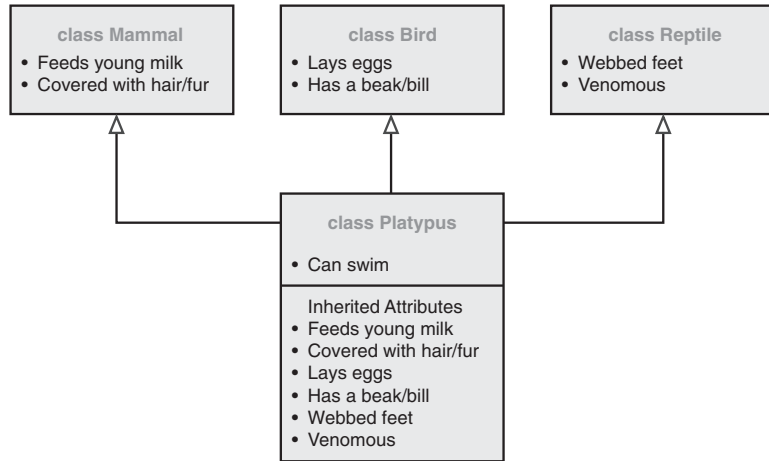 class Mammal
• Feeds young milk
• Covered with hair/fur
class Bird
• Lays eggs
• Has a beak/bill
class Reptile
• Webbed feet
• Venomous
class Platypus
• Can swim
Inherited Attributes
• Feeds young milk
• Covered with hair/fur
• Lays eggs
• Has a beak/bill
• Webbed feet
• Venomous